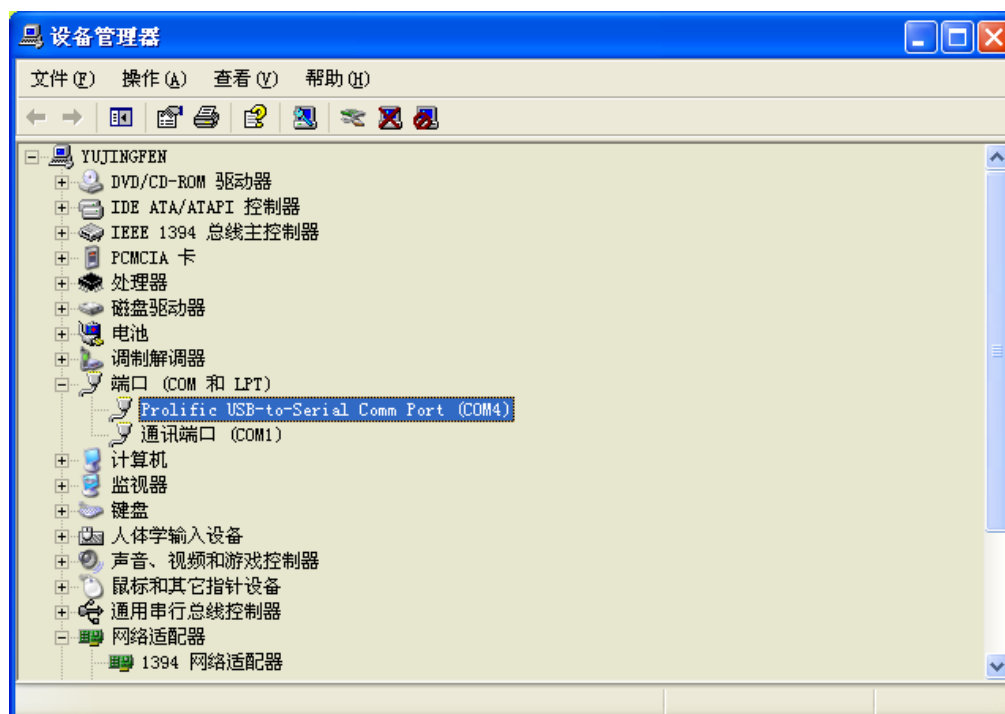 设备管理器
文件(F) 操作(A) 查看(V) 帮助(H)
YUJINGFEN
DVD/CD-ROM 驱动器
IDE ATA/ATAPI 控制器
IEEE 1394 总线主控制器
PCMCIA 卡
处理器
磁盘驱动器
电池
调制解调器
端口 (COM 和 LPT)
Prolific USB-to-Serial Comm Port (COM4)
通讯端口 (COM1)
计算机
监视器
键盘
人体学输入设备
声音、视频和游戏控制器
鼠标和其它指针设备
通用串行总线控制器
网络适配器
1394 网络适配器